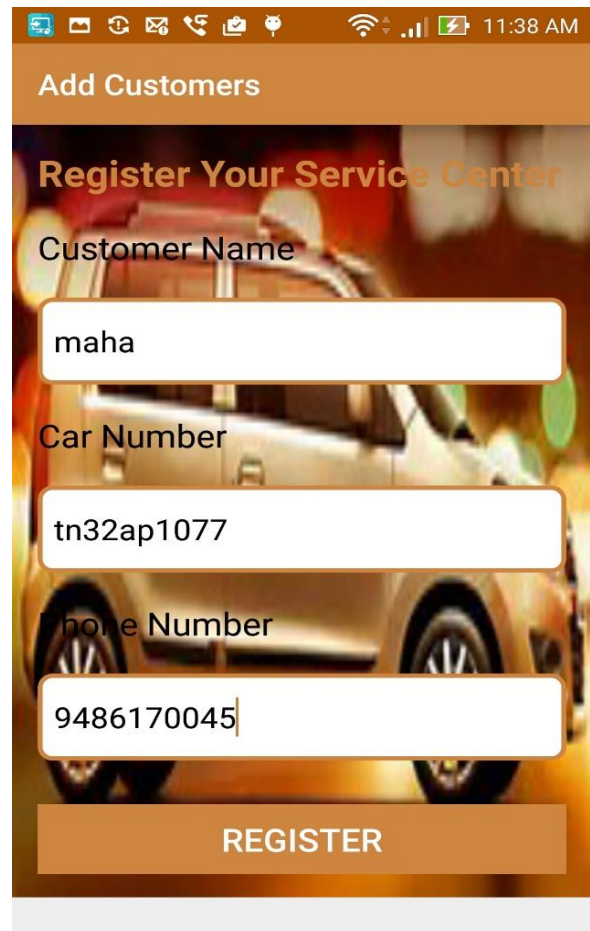 11:38 AM
Add Customers
Register Your Service Center
Customer Name
maha
Car Number
tn32ap1077
Phone Number
9486170045
REGISTER